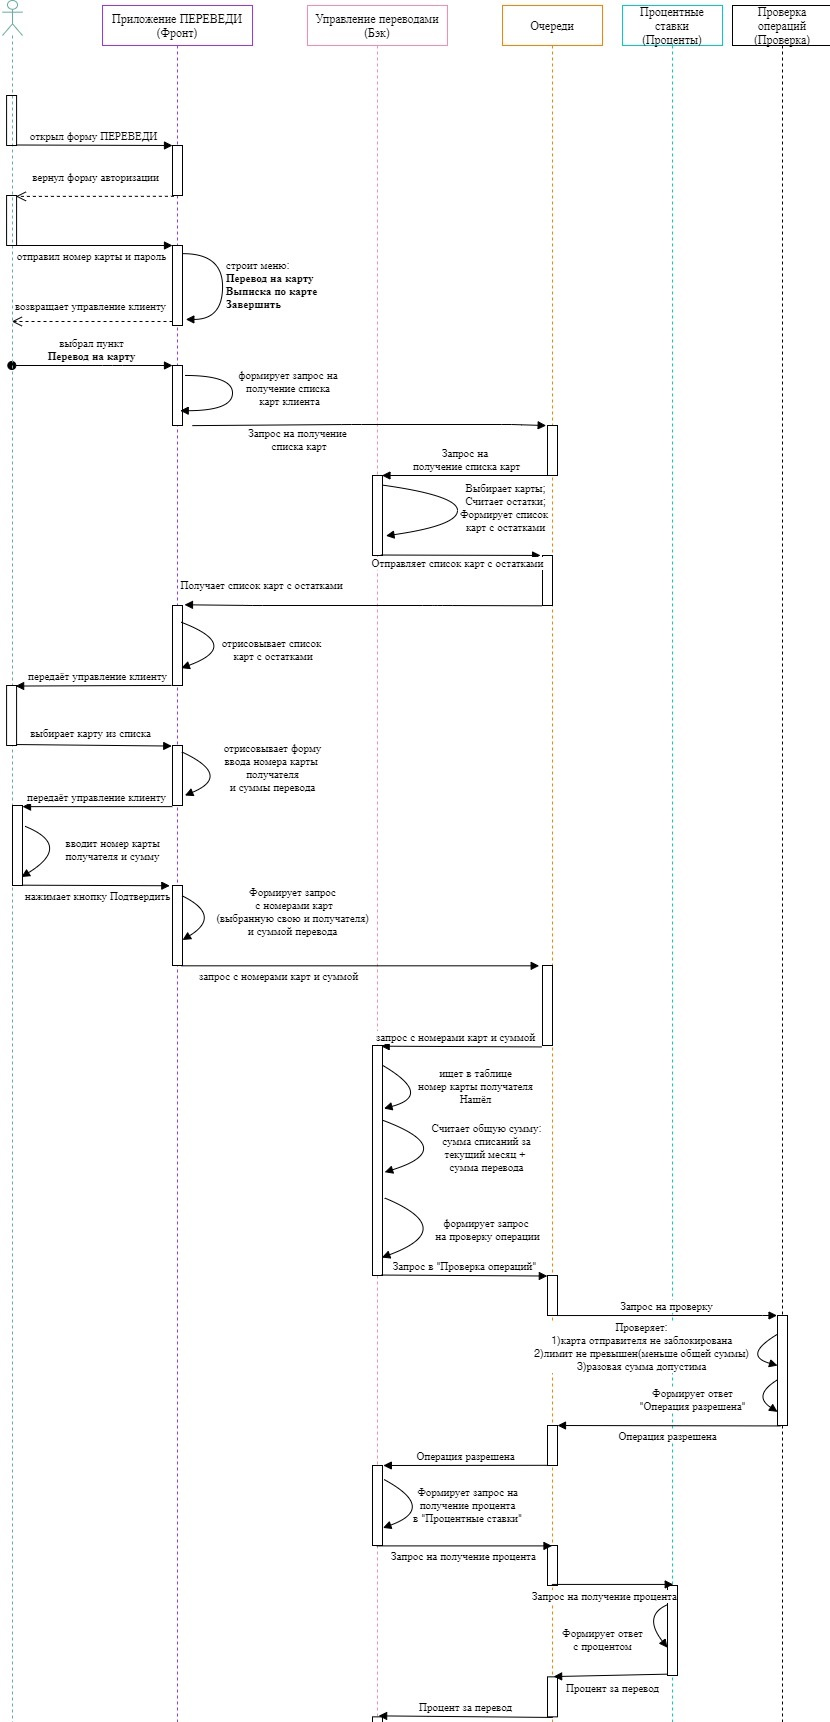 Приложение ПЕРЕВЕДИ
(Фронт)
Управление переводами
(Бэк)
Очереди
Процентные
ставки
(Проценты)
Проверка
операций
(Проверка)
открыл форму ПЕРЕВЕДИ
вернул форму авторизации
отправил номер карты и пароль
строит меню:
Перевод на карту
Выписка по карте
Завершить
возвращает управление клиенту
выбрал пункт
Перевод на карту
формирует запрос на
получение списка
карт клиента
Запрос на получение
списка карт
Запрос на
получение списка карт
Выбирает карты;
Считает остатки;
Формирует список
карт с остатками
Отправляет список карт с остатками
Получает список карт с остатками
отрисовывает список
карт с остатками
передаёт управление клиенту
выбирает карту из списка
отрисовывает форму
ввода номера карты
получателя
и суммы перевода
передаёт управление клиенту
вводит номер карты
получателя и сумму
нажимает кнопку Подтвердить
Формирует запрос
с номерами карт
(выбранную свою и получателя)
и суммой перевода
запрос с номерами карт и суммой
запрос с номерами карт и суммой
ищет в таблице
номер карты получателя
Нашёл
Считает общую сумму:
сумма списаний за
текущий месяц +
сумма перевода
формирует запрос
на проверку операции
Запрос в "Проверка операций"
Запрос на проверку
Проверяет:
1)карта отправителя не заблокирована
2)лимит не превышен(меньше общей суммы)
3)разовая сумма допустима
Формирует ответ
"Операция разрешена"
Операция разрешена
Операция разрешена
Формирует запрос на
получение процента
в "Процентные ставки"
Запрос на получение процента
Запрос на получение процента
Формирует ответ
с процентом
Процент за перевод
Процент за перевод